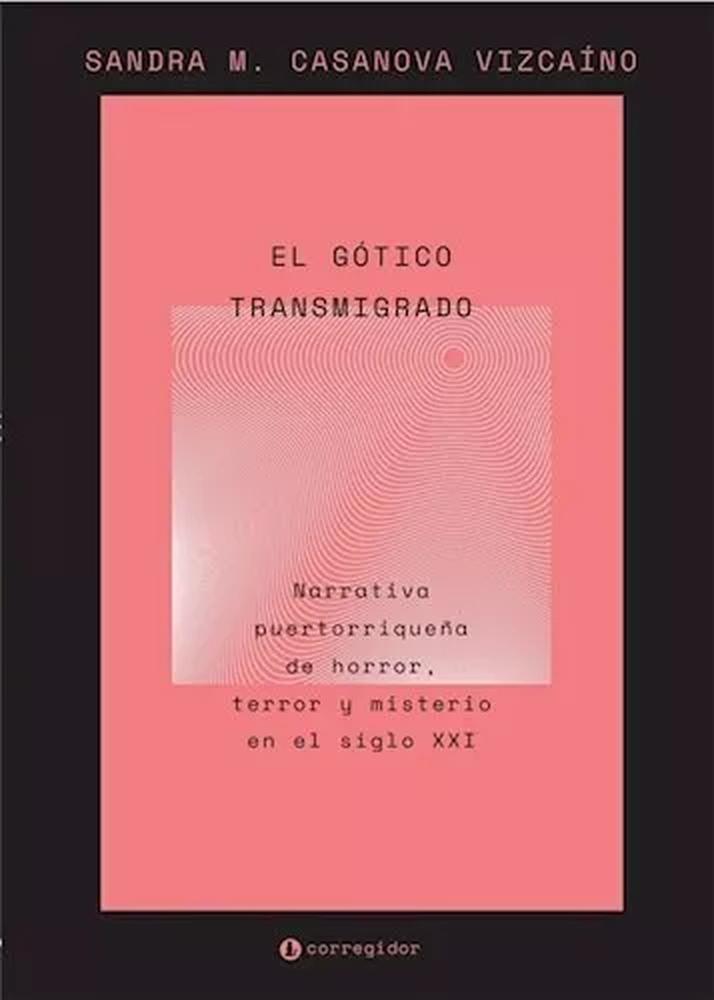 SANDRA M. CASANOVA VIZCAÍNO
EL GÓTICO
TRANSMIGRADO
Narrativa
puertorriqueña
de horror,
terror y misterio
en el siglo XXI
corregidor